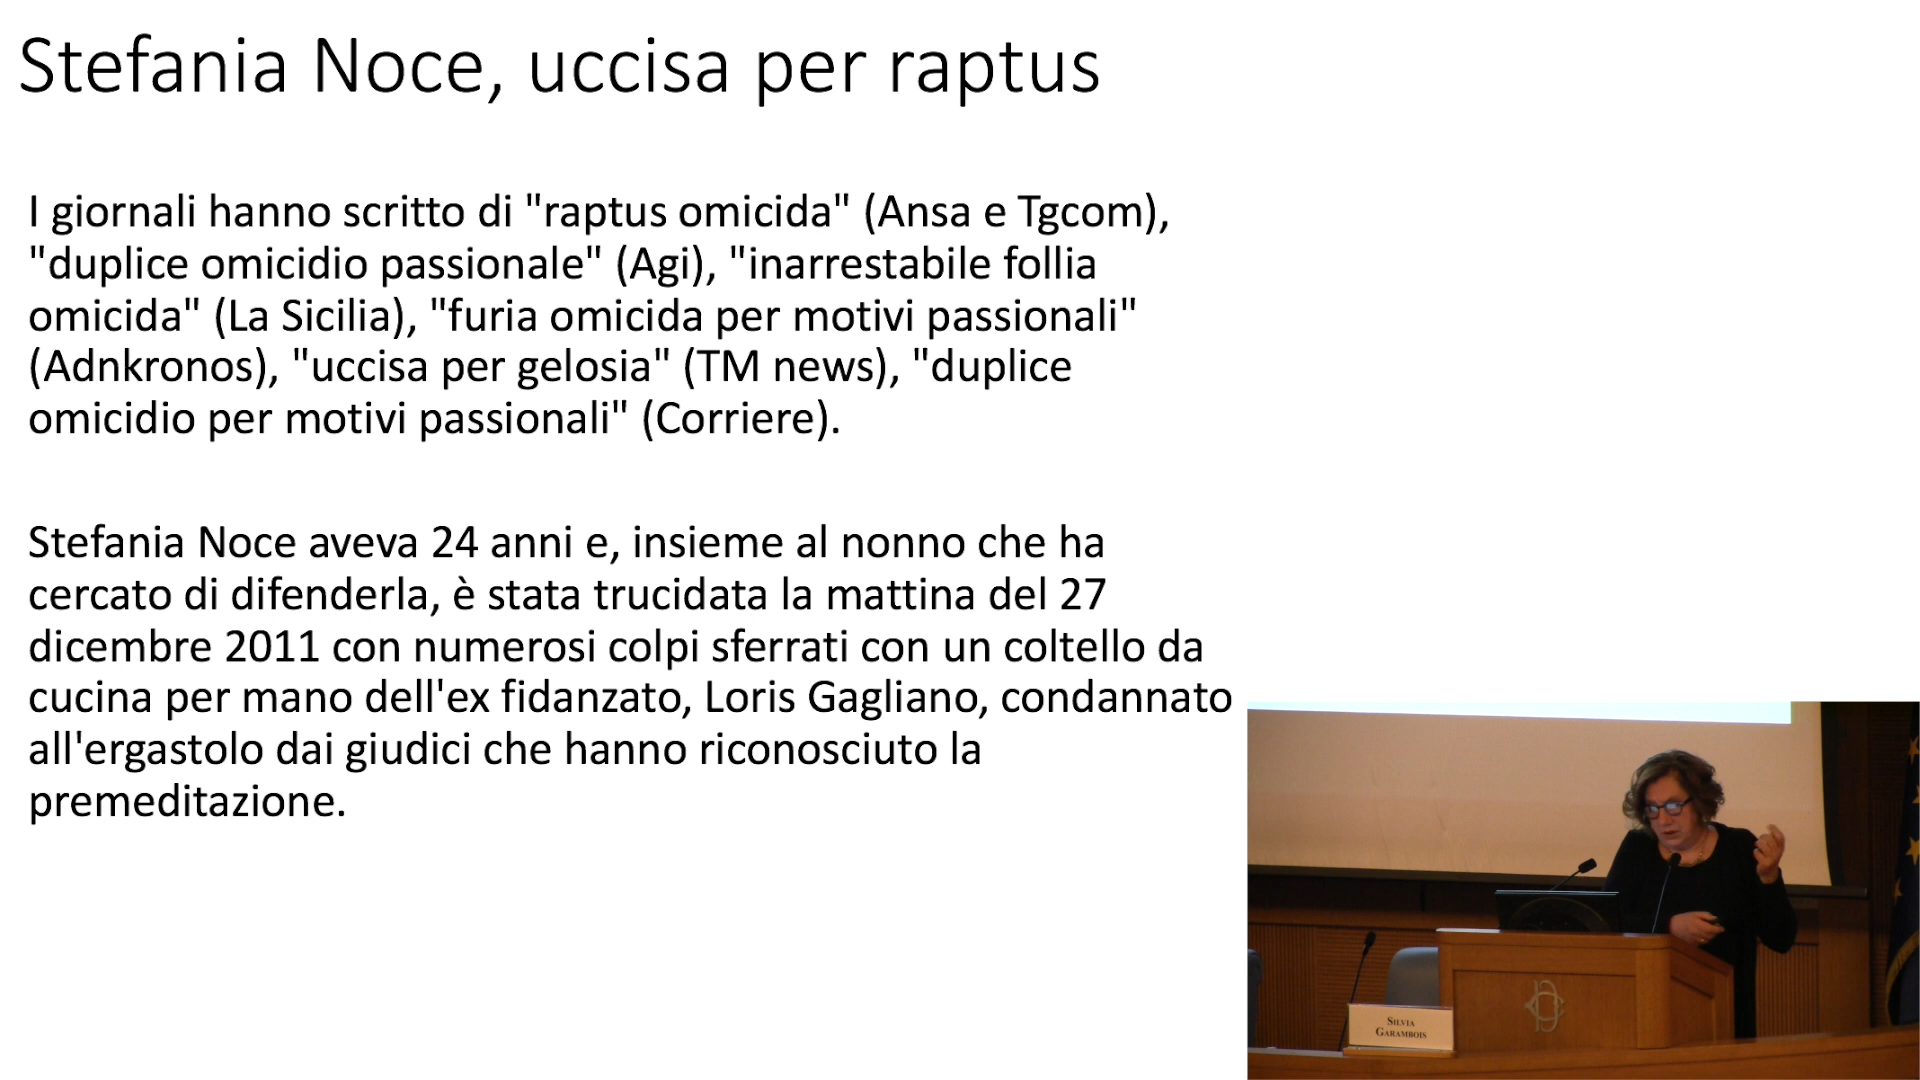 Stefania Noce, uccisa per raptus
I giornali hanno scritto di "raptus omicida" (Ansa e Tgcom),
"duplice omicidio passionale" (Agi), "inarrestabile follia
omicida" (La Sicilia), "furia omicida per motivi passionali"
(Adnkronos), "uccisa per gelosia" (TM news), "duplice
omicidio per motivi passionali" (Corriere).
Stefania Noce aveva 24 anni e, insieme al nonno che ha
cercato di difenderla, è stata trucidata la mattina del 27
dicembre 2011 con numerosi colpi sferrati con un coltello da
cucina per mano dell'ex fidanzato, Loris Gagliano, condannato
all'ergastolo dai giudici che hanno riconosciuto la
premeditazione.
SILVIA
GARAMBOIS